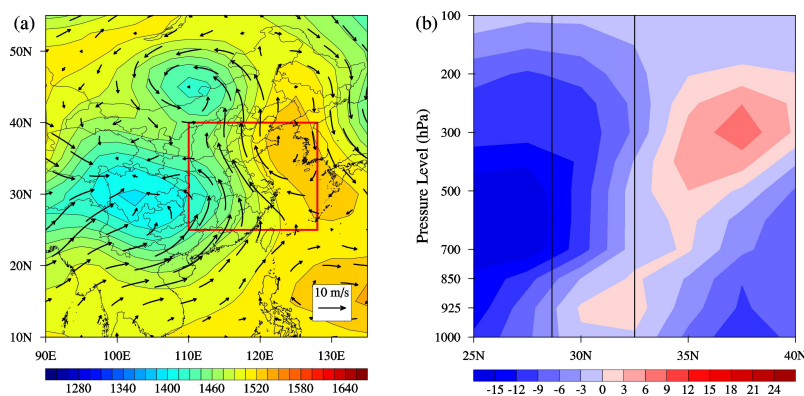 (a)
50N
40N
30N
20N
10N
90E 100E 110E 120E 130E
10 m/s
1280 1340 1400 1460 1520 1580 1640
(b)
Pressure Level (hPa)
100
200
300
500
700
850
925
1000
25N 30N 35N 40N
-15 -12 -9 -6 -3 0 3 6 9 12 15 18 21 24